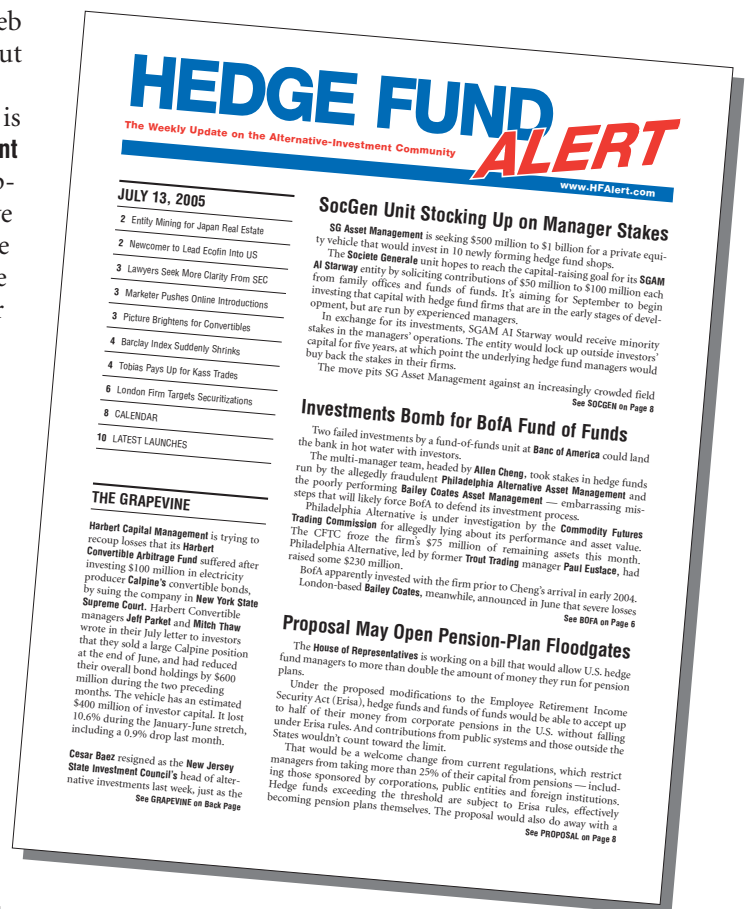 eb
ut
is
nt
ve
e
e
r
HEDGE FUND
ALERT
The Weekly Update on the Alternative-Investment Community
www.HFAlert.com
JULY 13, 2005
2 Entity Mining for Japan Real Estate
2 Newcomer to Lead Ecofin Into US
3 Lawyers Seek More Clarity From SEC
3 Marketer Pushes Online Introductions
3 Picture Brightens for Convertibles
4 Barclay Index Suddenly Shrinks
4 Tobias Pays Up for Kass Trades
6 London Firm Targets Securitizations
8 CALENDAR
10 LATEST LAUNCHES
THE GRAPEVINE
Harbert Capital Management is trying to
recoup losses that its Harbert
Convertible Arbitrage Fund suffered after
investing $100 million in electricity
producer Calpine's convertible bonds,
by suing the company in New York State
Supreme Court. Harbert Convertible
managers Jeff Parket and Mitch Thaw
wrote in their July letter to investors
that they sold a large Calpine position
at the end of June, and had reduced
their overall bond holdings by $600
million during the two preceding
months. The vehicle has an estimated
$400 million of investor capital. It lost
10.6% during the January-June stretch,
including a 0.9% drop last month.
Cesar Baez resigned as the New Jersey
State Investment Council's head of alter-
native investments last week, just as the
See GRAPEVINE on Back Page
SocGen Unit Stocking Up on Manager Stakes
SG Asset Management is seeking $500 million to $1 billion for a private equi-
ty vehicle that would invest in 10 newly forming hedge fund shops.
The Societe Generale unit hopes to reach the capital-raising goal for its SGAM
AI Starway entity by soliciting contributions of $50 million to $100 million each
from family offices and funds of funds. It's aiming for September to begin
investing that capital with hedge fund firms that are in the early stages of devel-
opment, but are run by experienced managers.
In exchange for its investments, SGAM AI Starway would receive minority
stakes in the managers' operations. The entity would lock up outside investors'
capital for five years, at which point the underlying hedge fund managers would
buy back the stakes in their firms.
The move pits SG Asset Management against an increasingly crowded field
See SOCGEN on Page 8
Investments Bomb for BofA Fund of Funds
Two failed investments by a fund-of-funds unit at Banc of America could land
the bank in hot water with investors.
The multi-manager team, headed by Allen Cheng, took stakes in hedge funds
run by the allegedly fraudulent Philadelphia Alternative Asset Management and
the poorly performing Bailey Coates Asset Management — embarrassing mis-
steps that will likely force BofA to defend its investment process.
Philadelphia Alternative is under investigation by the Commodity Futures
Trading Commission for allegedly lying about its performance and asset value.
The CFTC froze the firm's $75 million of remaining assets this month.
Philadelphia Alternative, led by former Trout Trading manager Paul Eustace, had
raised some $230 million.
BofA apparently invested with the firm prior to Cheng's arrival in early 2004.
London-based Bailey Coates, meanwhile, announced in June that severe losses
See BOFA on Page 6
Proposal May Open Pension-Plan Floodgates
The House of Representatives is working on a bill that would allow U.S. hedge
fund managers to more than double the amount of money they run for pension
plans.
Under the proposed modifications to the Employee Retirement Income
Security Act (Erisa), hedge funds and funds of funds would be able to accept up
to half of their money from corporate pensions in the U.S. without falling
under Erisa rules. And contributions from public systems and those outside the
States wouldn't count toward the limit.
That would be a welcome change from current regulations, which restrict
managers from taking more than 25% of their capital from pensions — includ-
ing those sponsored by corporations, public entities and foreign institutions.
Hedge funds exceeding the threshold are subject to Erisa rules, effectively
becoming pension plans themselves. The proposal would also do away with a
See PROPOSAL on Page 8